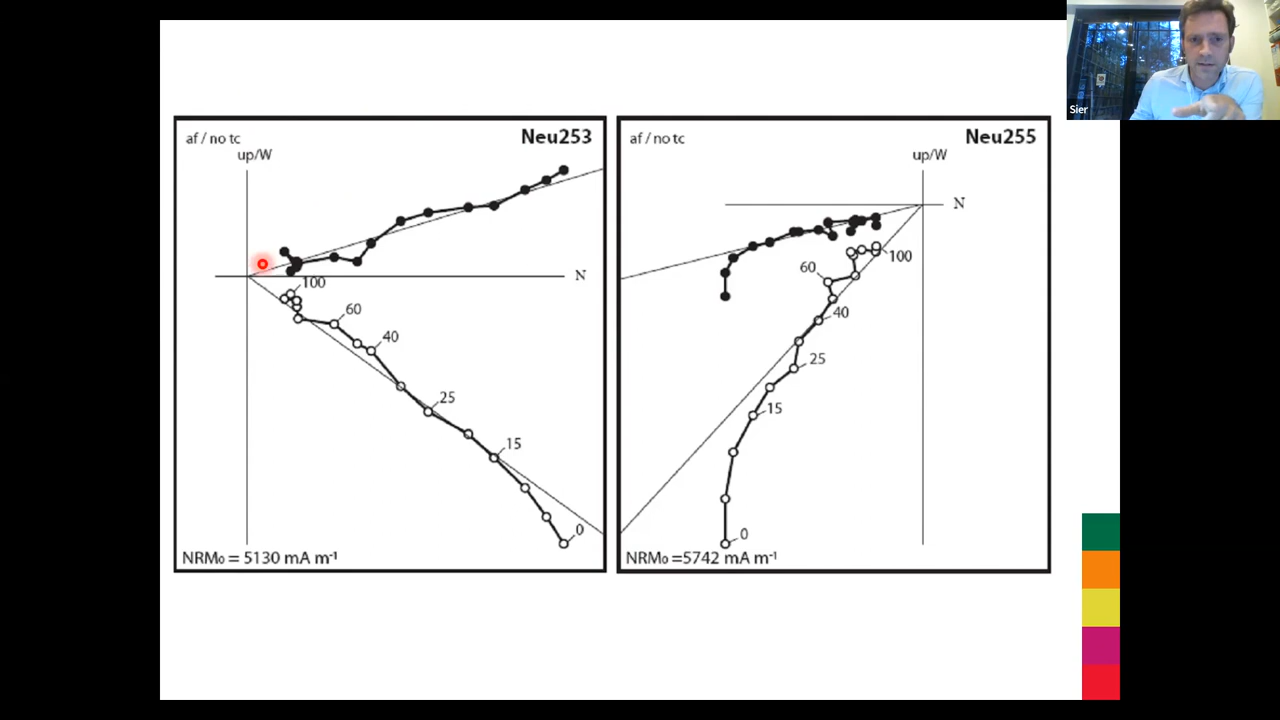 Sier
af / no tc
Neu253
up/W
N
100
60
40
25
15
0
NRM₀ = 5130 mA m⁻¹
af / no tc
Neu255
up/W
N
100
60
40
25
15
0
NRM₀ =5742 mA m⁻¹